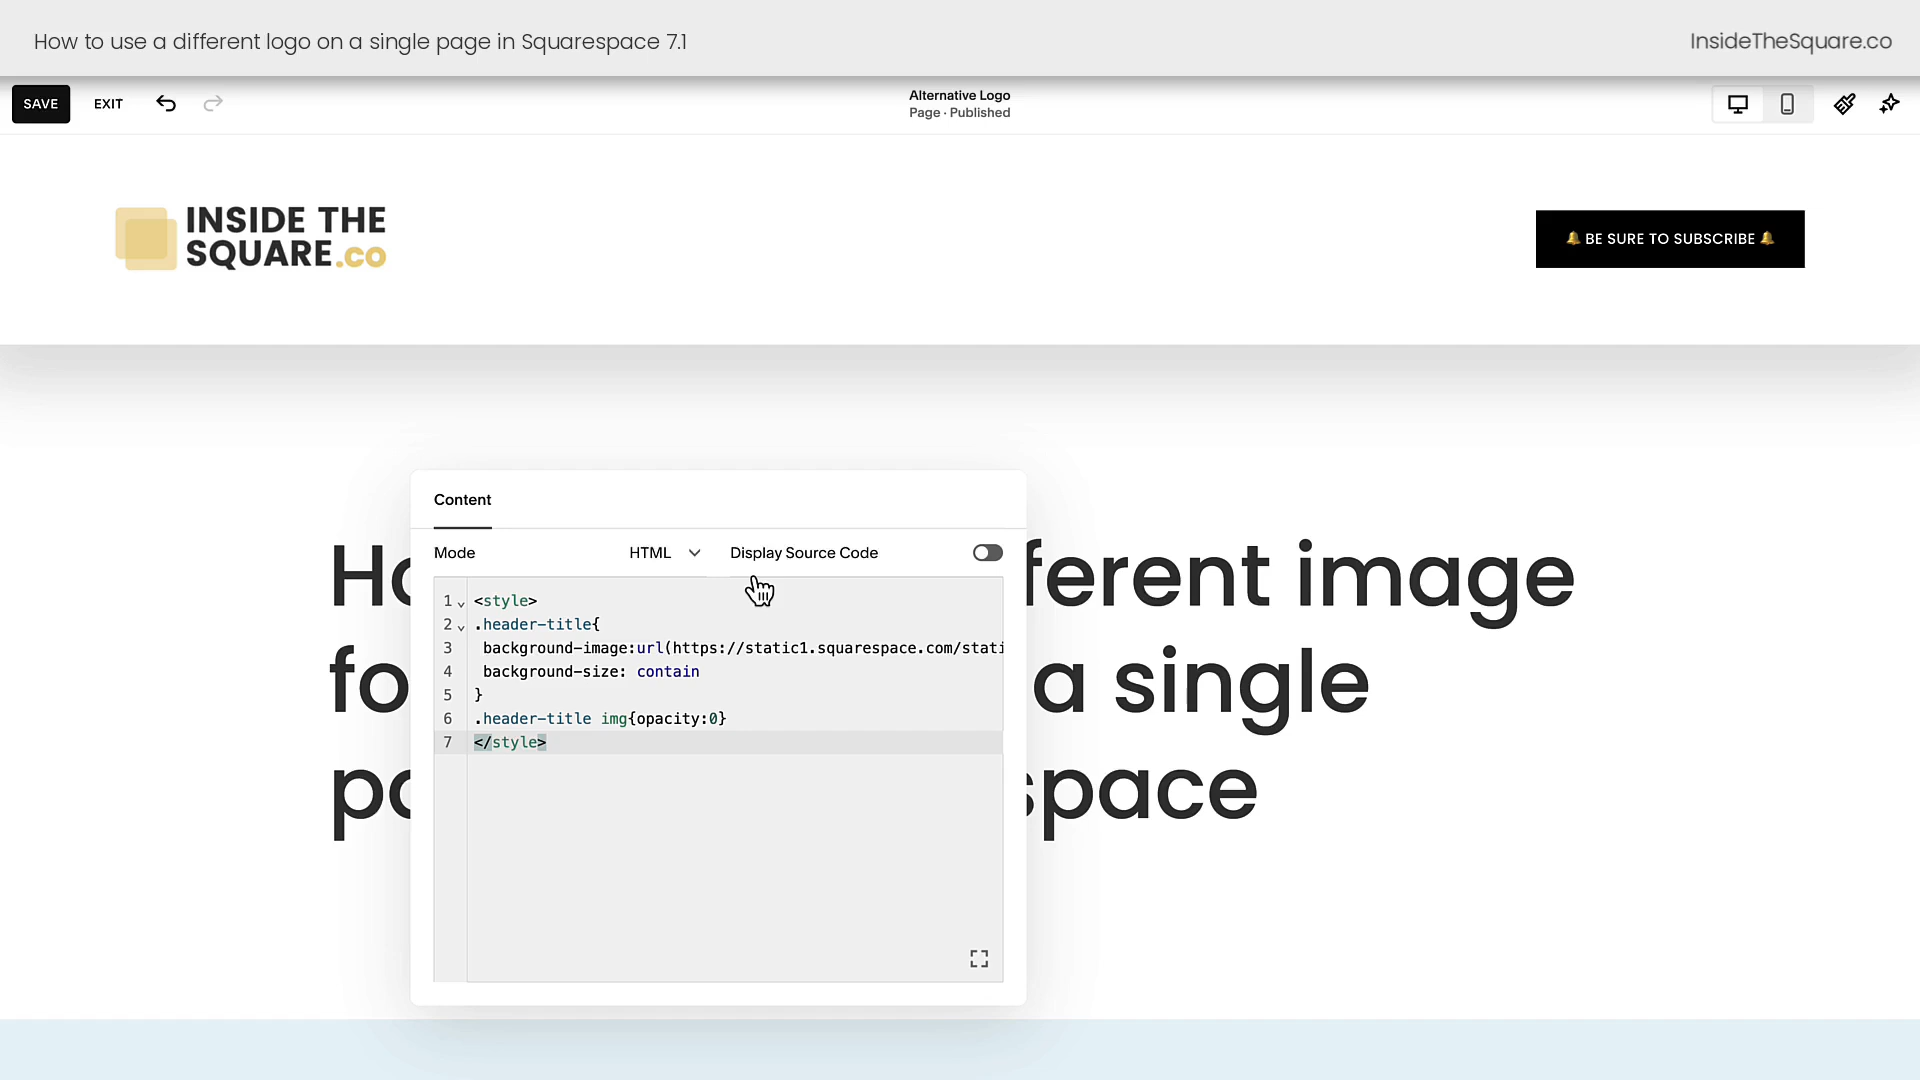 How to use a different logo on a single page in Squarespace 7.1
InsideTheSquare.co
SAVE
EXIT
Alternative Logo
Page · Published
INSIDE THE
SQUARE.co
🔔 BE SURE TO SUBSCRIBE 🔔
Content
Mode
HTML
Display Source Code
1 <style>
2 .header-title{
3 background-image:url(https://static1.squarespace.com/stati
4 background-size: contain
5 }
6 .header-title img{opacity:0}
7 </style>
Ho
ferent image
fo
a single
pa
space